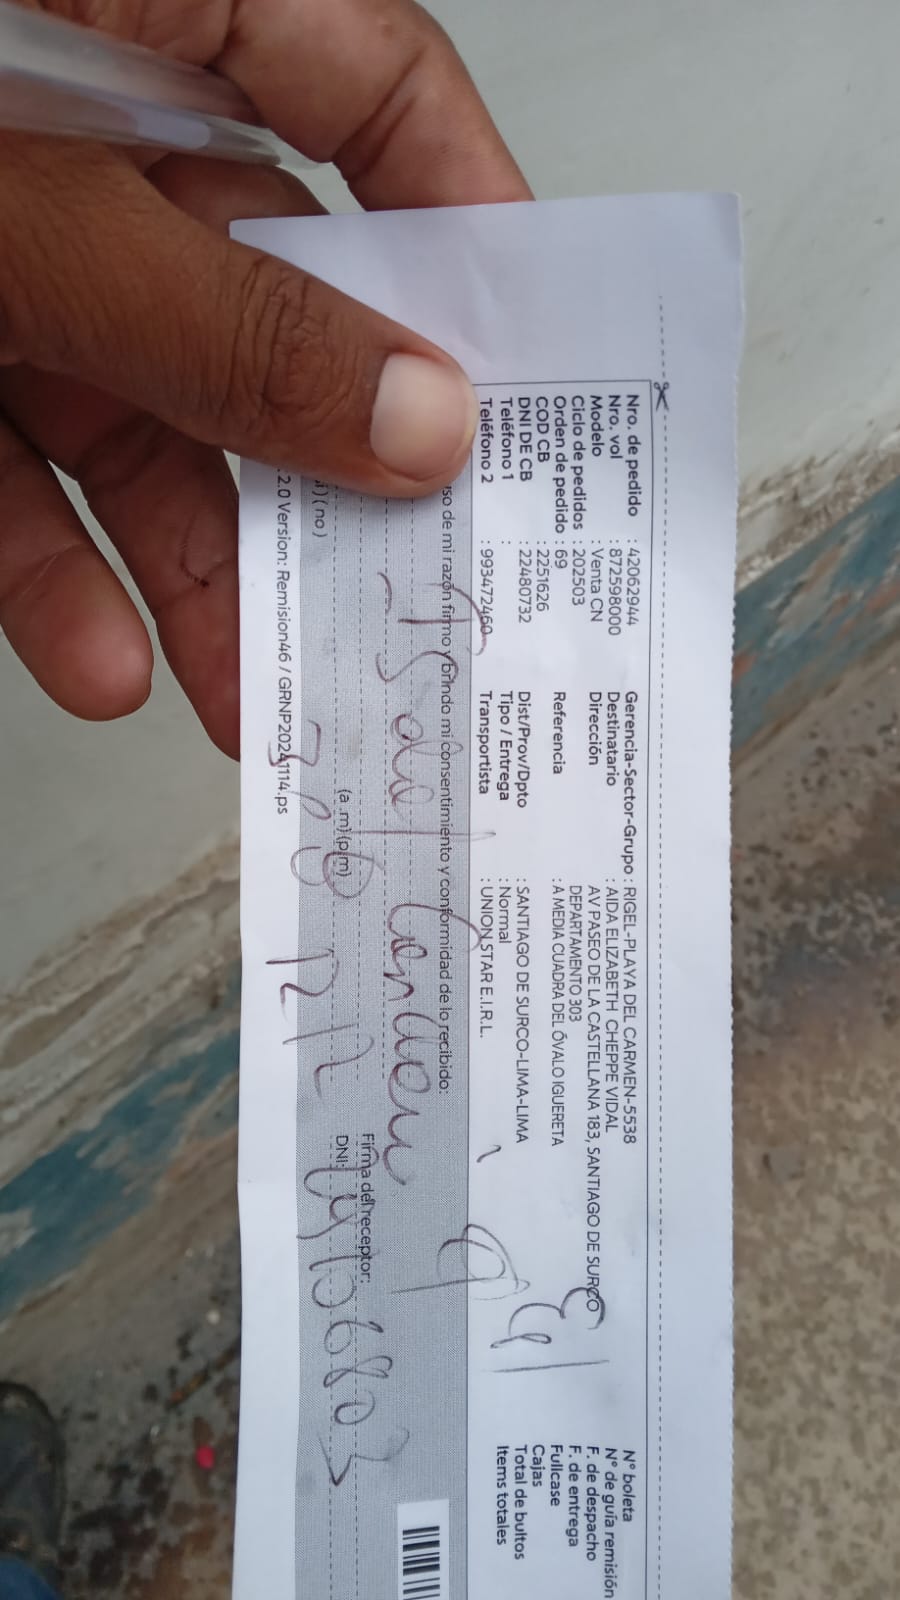 Nro. de pedido : 42062944
Nro. vol : 872598000
Modelo : Venta CN
Ciclo de pedidos : 202503
Orden de pedido : 69
COD CB : 2251626
DNI DE CB : 22480732
Teléfono 1 :
Teléfono 2 : 993472460
Gerencia-Sector-Grupo : RIGEL-PLAYA DEL CARMEN-5538
Destinatario : AIDA ELIZABETH CHEPPE VIDAL
Dirección AV PASEO DE LA CASTELLANA 183, SANTIAGO DE SURCO
DEPARTAMENTO 303
Referencia : A MEDIA CUADRA DEL ÓVALO IGUERETA
Dist/Prov/Dpto : SANTIAGO DE SURCO-LIMA-LIMA
Tipo / Entrega : Normal
Transportista : UNION STAR E.I.R.L.
N° boleta
N° de guía remisión
F. de despacho
F. de entrega
Fullcase
Cajas
Total de bultos
Items totales
uso de mi razón firmo y brindo mi consentimiento y conformidad de lo recibido:
Firma del receptor:
(no) (a .m) (p.m) DNI:
2.0 Version: Remision46 / GRNP20241114.ps